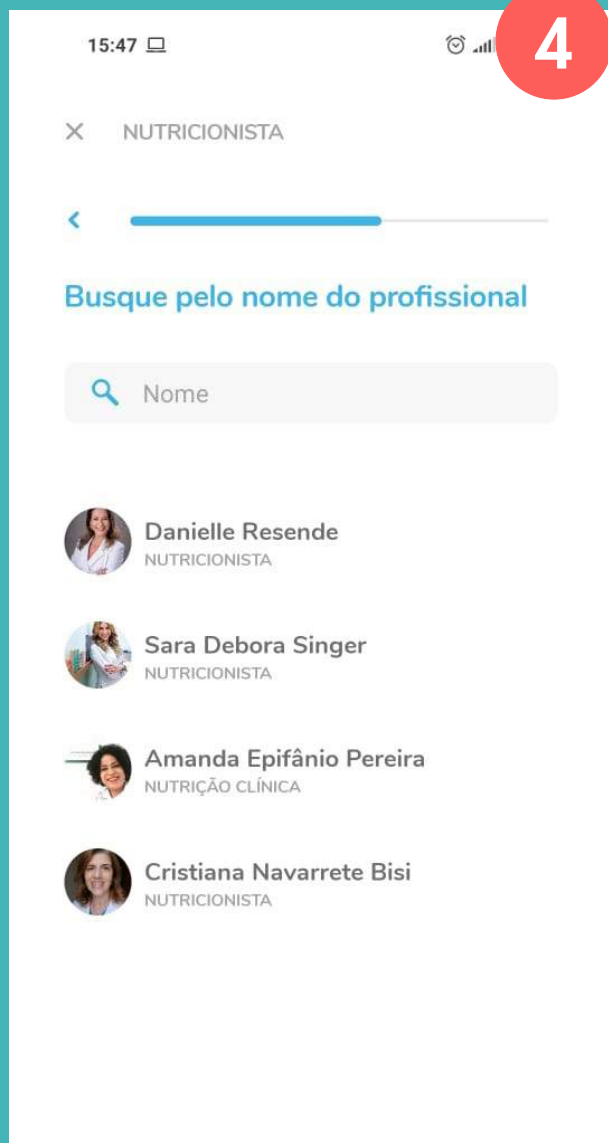 15:47
4
NUTRICIONISTA
Busque pelo nome do profissional
Nome
Danielle Resende
NUTRICIONISTA
Sara Debora Singer
NUTRICIONISTA
Amanda Epifânio Pereira
NUTRIÇÃO CLÍNICA
Cristiana Navarrete Bisi
NUTRICIONISTA